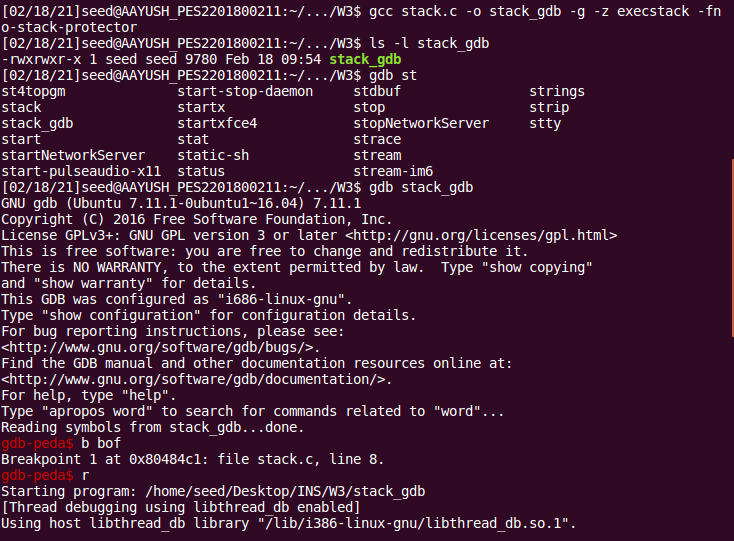 [02/18/21]seed@AAYUSH_PES2201800211:~/.../W3$ gcc stack.c -o stack_gdb -g -z execstack -fn
o-stack-protector
[02/18/21]seed@AAYUSH_PES2201800211:~/.../W3$ ls -l stack_gdb
-rwxrwxr-x 1 seed seed 9780 Feb 18 09:54 stack_gdb
[02/18/21]seed@AAYUSH_PES2201800211:~/.../W3$ gdb st
st4topgm              start-stop-daemon     stdbuf                strings
stack                 startx                stop                  strip
stack_gdb             startxfce4            stopNetworkServer     stty
start                 stat                  strace
startNetworkServer    static-sh             stream
start-pulseaudio-x11  status                stream-im6
[02/18/21]seed@AAYUSH_PES2201800211:~/.../W3$ gdb stack_gdb
GNU gdb (Ubuntu 7.11.1-0ubuntu1~16.04) 7.11.1
Copyright (C) 2016 Free Software Foundation, Inc.
License GPLv3+: GNU GPL version 3 or later <http://gnu.org/licenses/gpl.html>
This is free software: you are free to change and redistribute it.
There is NO WARRANTY, to the extent permitted by law.  Type "show copying"
and "show warranty" for details.
This GDB was configured as "i686-linux-gnu".
Type "show configuration" for configuration details.
For bug reporting instructions, please see:
<http://www.gnu.org/software/gdb/bugs/>.
Find the GDB manual and other documentation resources online at:
<http://www.gnu.org/software/gdb/documentation/>.
For help, type "help".
Type "apropos word" to search for commands related to "word"...
Reading symbols from stack_gdb...done.
gdb-peda$ b bof
Breakpoint 1 at 0x80484c1: file stack.c, line 8.
gdb-peda$ r
Starting program: /home/seed/Desktop/INS/W3/stack_gdb
[Thread debugging using libthread_db enabled]
Using host libthread_db library "/lib/i386-linux-gnu/libthread_db.so.1".